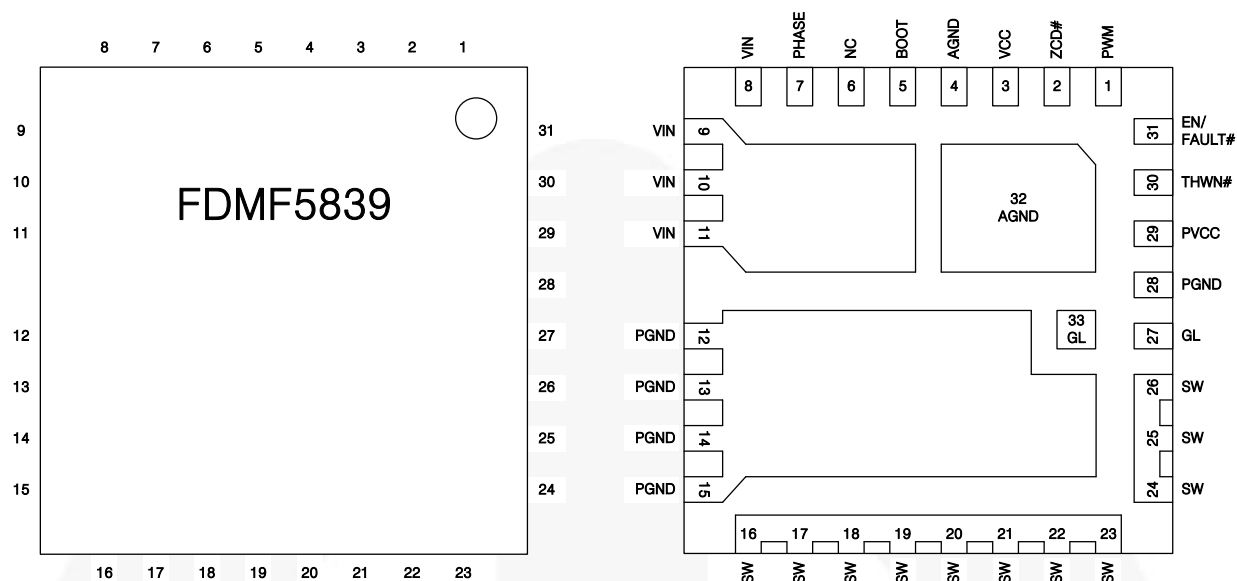 8 7 6 5 4 3 2 1
9
10
11
12
13
14
15
FDMF5839
31
30
29
28
27
26
25
24
16 17 18 19 20 21 22 23
VIN PHASE NC BOOT AGND VCC ZCD# PWM
8 7 6 5 4 3 2 1
VIN 9
VIN 10
VIN 11
PGND 12
PGND 13
PGND 14
PGND 15
32
AGND
33
GL
31 EN/
FAULT#
30 THWN#
29 PVCC
28 PGND
27 GL
26 SW
25 SW
24 SW
16 17 18 19 20 21 22 23
SW SW SW SW SW SW SW SW